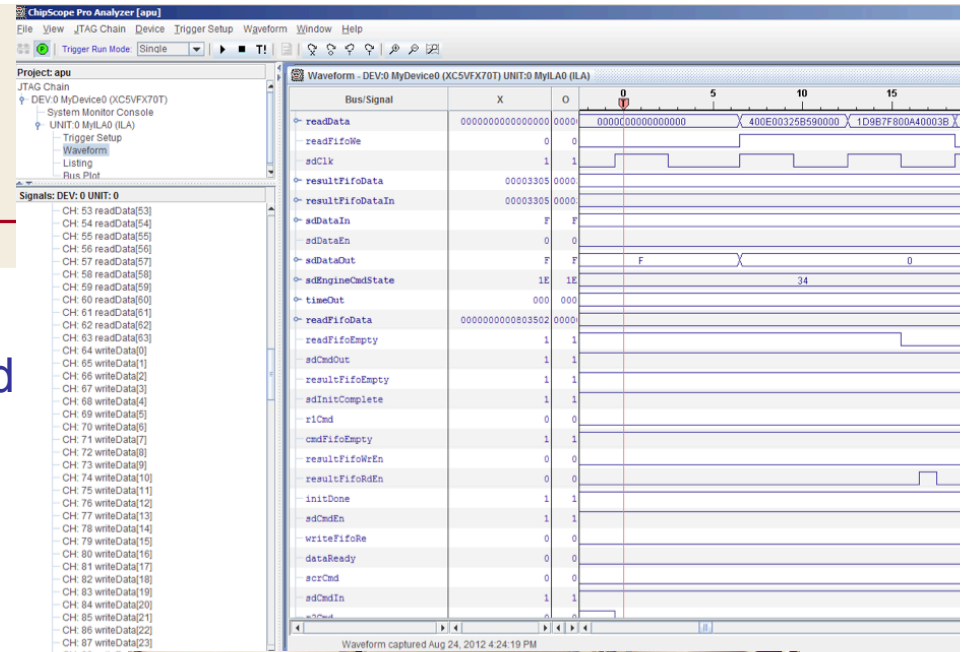 ChipScope Pro Analyzer [apu]
File View JTAG Chain Device Trigger Setup Waveform Window Help
Trigger Run Mode: Single T!
Project: apu
JTAG Chain
DEV:0 MyDevice0 (XC5VFX70T)
System Monitor Console
UNIT:0 MyILA0 (ILA)
Trigger Setup
Waveform
Listing
Bus Plot
Signals: DEV: 0 UNIT: 0
CH: 53 readData[53]
CH: 54 readData[54]
CH: 55 readData[55]
CH: 56 readData[56]
CH: 57 readData[57]
CH: 58 readData[58]
CH: 59 readData[59]
CH: 60 readData[60]
CH: 61 readData[61]
CH: 62 readData[62]
CH: 63 readData[63]
CH: 64 writeData[0]
CH: 65 writeData[1]
CH: 66 writeData[2]
CH: 67 writeData[3]
CH: 68 writeData[4]
CH: 69 writeData[5]
CH: 70 writeData[6]
CH: 71 writeData[7]
CH: 72 writeData[8]
CH: 73 writeData[9]
CH: 74 writeData[10]
CH: 75 writeData[11]
CH: 76 writeData[12]
CH: 77 writeData[13]
CH: 78 writeData[14]
CH: 79 writeData[15]
CH: 80 writeData[16]
CH: 81 writeData[17]
CH: 82 writeData[18]
CH: 83 writeData[19]
CH: 84 writeData[20]
CH: 85 writeData[21]
CH: 86 writeData[22]
CH: 87 writeData[23]
d
Waveform - DEV:0 MyDevice0 (XC5VFX70T) UNIT:0 MyILA0 (ILA)
Bus/Signal X O 0 5 10 15
readData 0000000000000000 0000 0000000000000000 400E00325B590000 1D9B7F800A40003B
readFifoWe 0 0
sdClk 1 1
resultFifoData 00003305 0000
resultFifoDataIn 00003305 0000
sdDataIn F F
sdDataEn 0 0
sdDataOut F F F 0
sdEngineCmdState 1E 1E 34
timeOut 000 000
readFifoData 0000000000803502 0000
readFifoEmpty 1 1
sdCmdOut 1 1
resultFifoEmpty 1 1
sdInitComplete 1 1
r1Cmd 0 0
cmdFifoEmpty 1 1
resultFifoWrEn 0 0
resultFifoRdEn 0 0
initDone 1 1
sdCmdEn 1 1
writeFifoRe 0 0
dataReady 0 0
scrCmd 0 0
sdCmdIn 1 1
Waveform captured Aug 24, 2012 4:24:19 PM